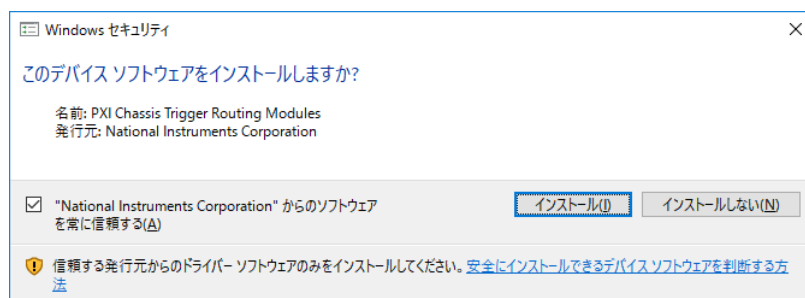 Windows セキュリティ
このデバイス ソフトウェアをインストールしますか?
名前: PXI Chassis Trigger Routing Modules
発行元: National Instruments Corporation
"National Instruments Corporation" からのソフトウェア
を常に信頼する(A)
インストール(I)
インストールしない(N)
信頼する発行元からのドライバー ソフトウェアのみをインストールしてください。安全にインストールできるデバイス ソフトウェアを判断する方
法